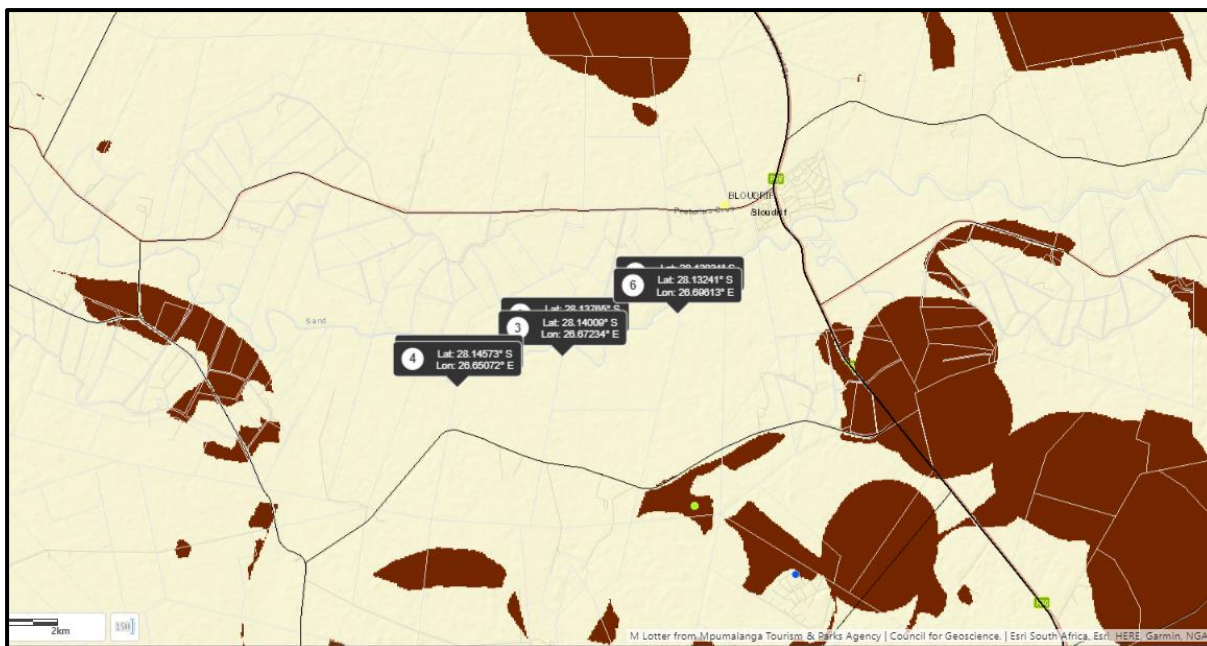 BLOUDRIF
Bloudrif
6
Lat: 28.13241° S
Lon: 26.69613° E
3
Lat: 28.14009° S
Lon: 26.67234° E
Sand
4
Lat: 28.14573° S
Lon: 26.65072° E
2km
M Lotter from Mpumalanga Tourism & Parks Agency | Council for Geoscience. | Esri South Africa, Esri, HERE, Garmin, NGA